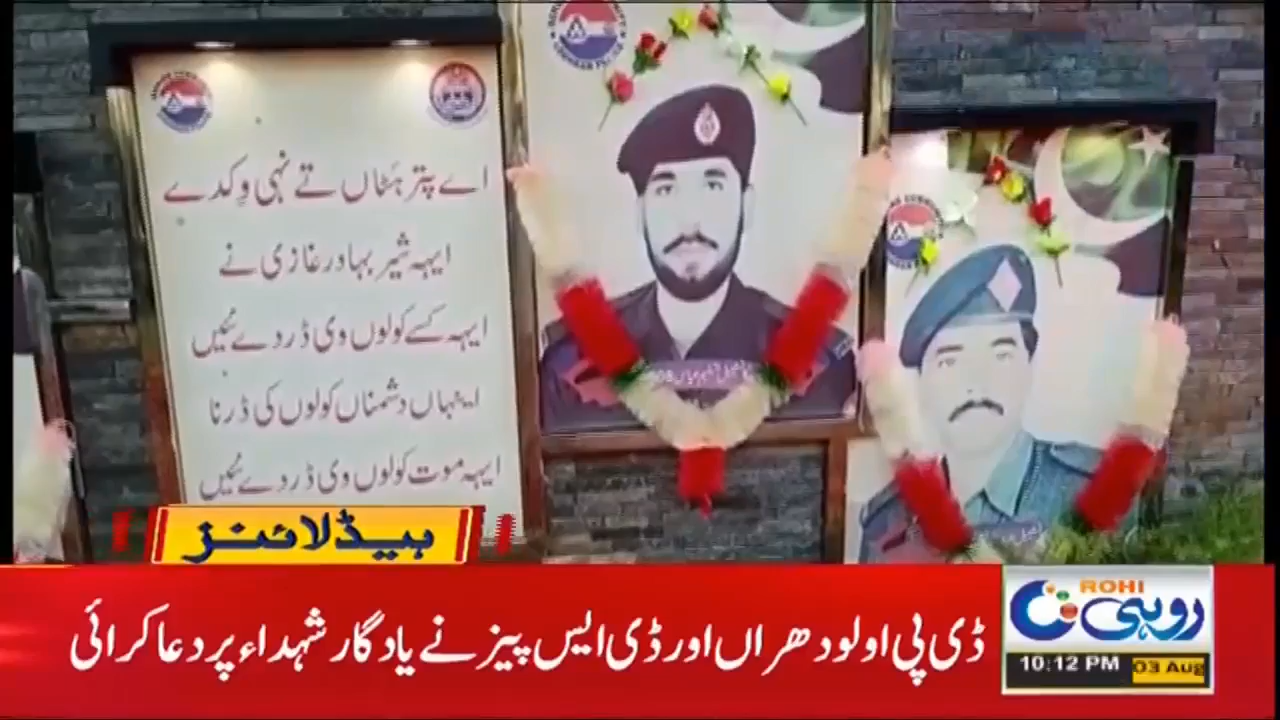 اے پتر ہٹاں تے نہی وِکدے
ایہہ شیر بہادر غازی نے
ایہہ کسے کولوں وی ڈردے نئیں
ایہناں دشمناں کولوں کی ڈرنا
ایہہ موت کولوں وی ڈردے نئیں
ہیڈلائنز
ڈی پی او لودھراں اور ڈی ایس پیز نے یادگار شہداء پر دعا کرائی
ROHI
روہی
10:12 PM
03 Aug